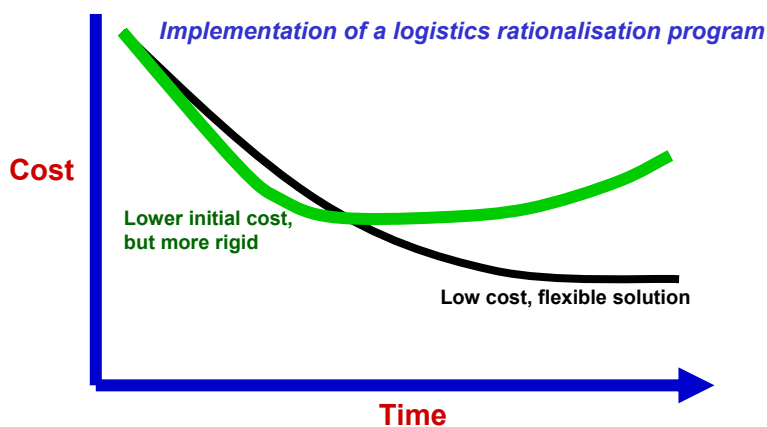 Implementation of a logistics rationalisation program
Cost
Lower initial cost,
but more rigid
Low cost, flexible solution
Time